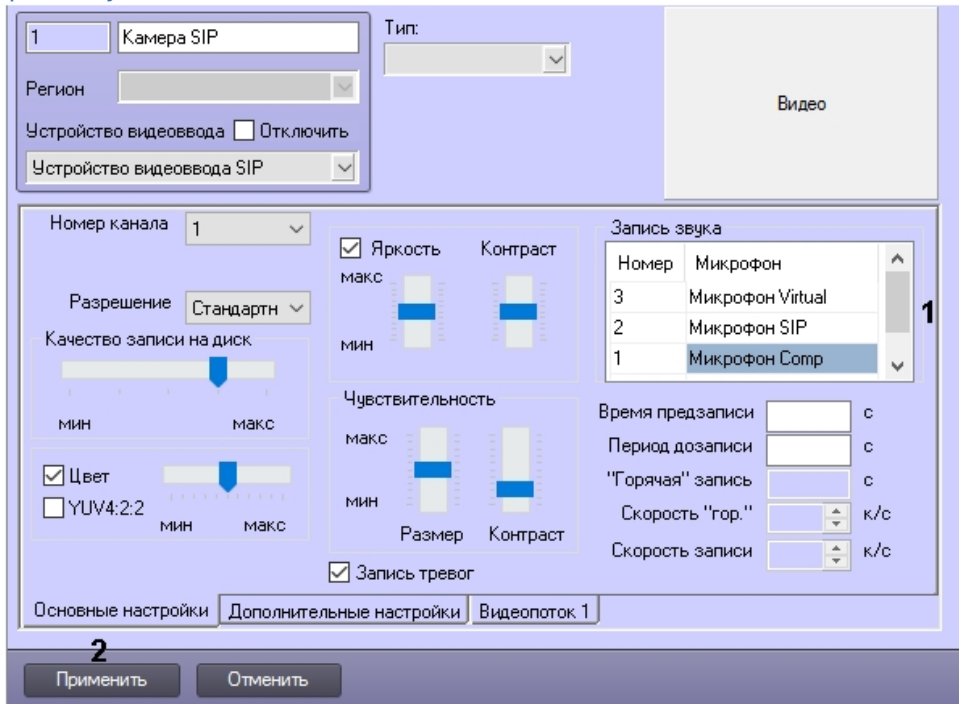 1 Камера SIP
Тип:
Регион
Видео
Устройство видеоввода Отключить
Устройство видеоввода SIP
Номер канала 1
Разрешение Стандартн
Качество записи на диск
мин макс
Цвет
YUV4:2:2
мин макс
Яркость Контраст
макс
мин
Чувствительность
макс
мин
Размер Контраст
Запись тревог
Запись звука
Номер Микрофон
3 Микрофон Virtual
2 Микрофон SIP
1 Микрофон Comp
1
Время предзаписи с
Период дозаписи с
"Горячая" запись с
Скорость "гор." к/с
Скорость записи к/с
Основные настройки Дополнительные настройки Видеопоток 1
2
Применить Отменить